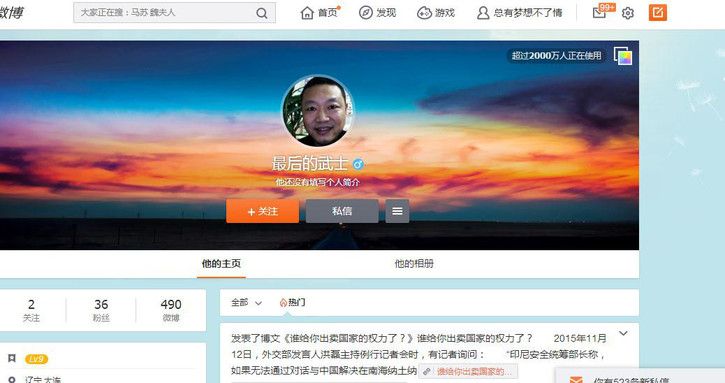 微博
大家正在搜：马苏 魏夫人
首页
发现
游戏
总有梦想不了情
99+
超过2000万人正在使用
最后的武士
他还没有填写个人简介
+关注
私信
他的主页
他的相册
2
关注
36
粉丝
490
微博
全部
热门
发表了博文《谁给你出卖国家的权力了？》谁给你出卖国家的权力了？ 2015年11月
12日，外交部发言人洪磊主持例行记者会时，有记者询问： “印尼安全统筹部长称，
如果无法通过对话与中国解决在南海纳土纳
谁给你出卖国家的...
Lv9
辽宁 大连
你有523条新私信